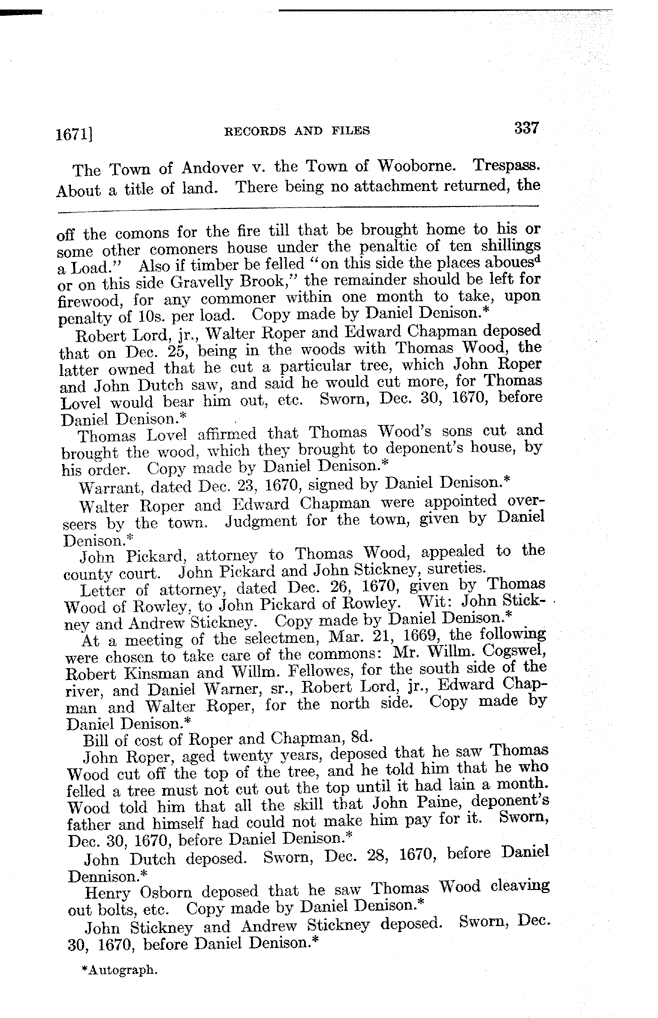 1671] RECORDS AND FILES 337
The Town of Andover v. the Town of Wooborne. Trespass.
About a title of land. There being no attachment returned, the
off the comons for the fire till that be brought home to his or
some other comoners house under the penaltie of ten shillings
a Load." Also if timber be felled "on this side the places abouesᵈ
or on this side Gravelly Brook," the remainder should be left for
firewood, for any commoner within one month to take, upon
penalty of 10s. per load. Copy made by Daniel Denison.*
Robert Lord, jr., Walter Roper and Edward Chapman deposed
that on Dec. 25, being in the woods with Thomas Wood, the
latter owned that he cut a particular tree, which John Roper
and John Dutch saw, and said he would cut more, for Thomas
Lovel would bear him out, etc. Sworn, Dec. 30, 1670, before
Daniel Denison.*
Thomas Lovel affirmed that Thomas Wood's sons cut and
brought the wood, which they brought to deponent's house, by
his order. Copy made by Daniel Denison.*
Warrant, dated Dec. 23, 1670, signed by Daniel Denison.*
Walter Roper and Edward Chapman were appointed over-
seers by the town. Judgment for the town, given by Daniel
Denison.*
John Pickard, attorney to Thomas Wood, appealed to the
county court. John Pickard and John Stickney, sureties.
Letter of attorney, dated Dec. 26, 1670, given by Thomas
Wood of Rowley, to John Pickard of Rowley. Wit: John Stick-
ney and Andrew Stickney. Copy made by Daniel Denison.*
At a meeting of the selectmen, Mar. 21, 1669, the following
were chosen to take care of the commons: Mr. Willm. Cogswel,
Robert Kinsman and Willm. Fellowes, for the south side of the
river, and Daniel Warner, sr., Robert Lord, jr., Edward Chap-
man and Walter Roper, for the north side. Copy made by
Daniel Denison.*
Bill of cost of Roper and Chapman, 8d.
John Roper, aged twenty years, deposed that he saw Thomas
Wood cut off the top of the tree, and he told him that he who
felled a tree must not cut out the top until it had lain a month.
Wood told him that all the skill that John Paine, deponent's
father and himself had could not make him pay for it. Sworn,
Dec. 30, 1670, before Daniel Denison.*
John Dutch deposed. Sworn, Dec. 28, 1670, before Daniel
Dennison.*
Henry Osborn deposed that he saw Thomas Wood cleaving
out bolts, etc. Copy made by Daniel Denison.*
John Stickney and Andrew Stickney deposed. Sworn, Dec.
30, 1670, before Daniel Denison.*
*Autograph.